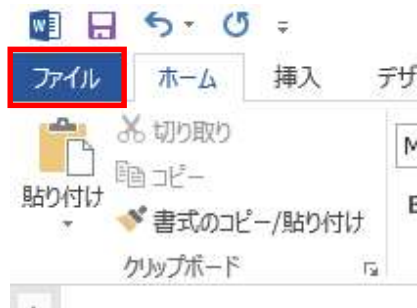 ファイル ホーム 挿入 デザ
切り取り
コピー
貼り付け
書式のコピー/貼り付け
クリップボード